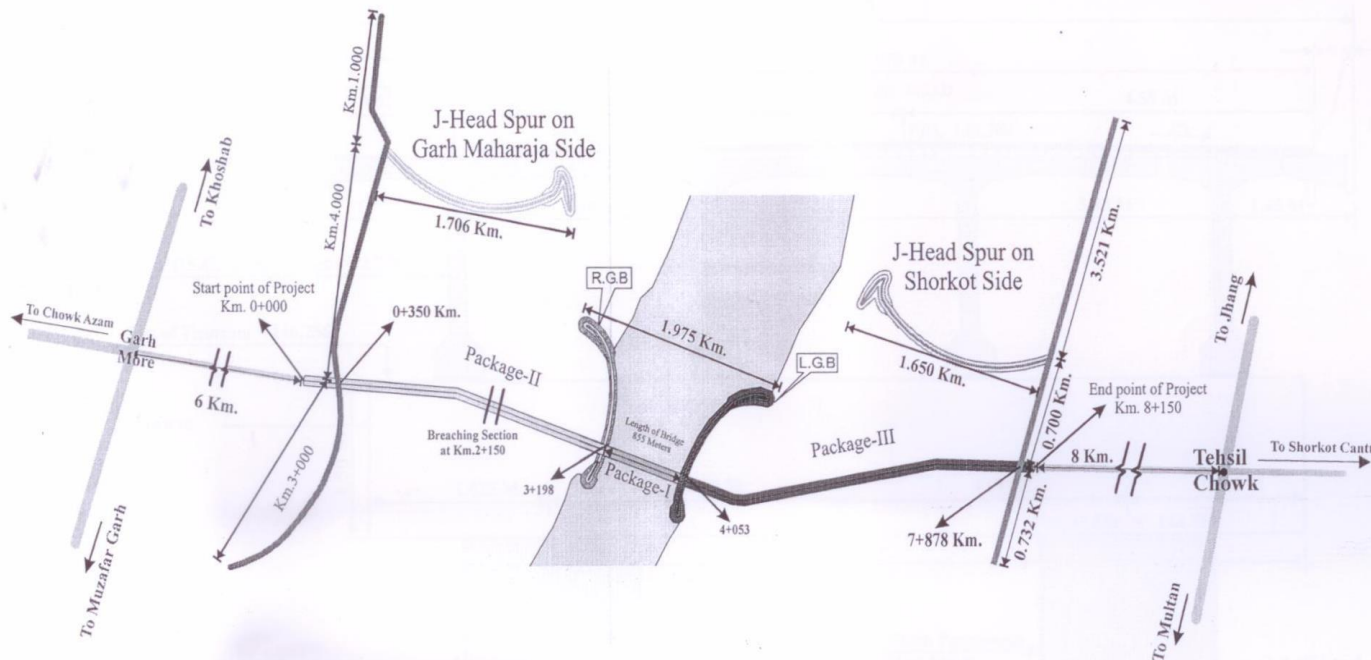 Km.1.000
J-Head Spur on
Garh Maharaja Side
To Khoshab
Km.4.000
1.706 Km.
3.521 Km.
J-Head Spur on
Shorkot Side
R.G.B
Start point of Project
Km. 0+000
0+350 Km.
To Chowk Azam
Garh
More
6 Km.
Package-II
1.975 Km.
L.G.B
1.650 Km.
0.700 Km.
To Jhang
End point of Project
Km. 8+150
Breaching Section
at Km.2+150
Length of Bridge
855 Meters
Package-III
Package-I
8 Km.
Tehsil
Chowk
To Shorkot Cantt
Km.3+000
3+198
4+053
7+878 Km.
0.732 Km.
To Muzafar Garh
To Multan